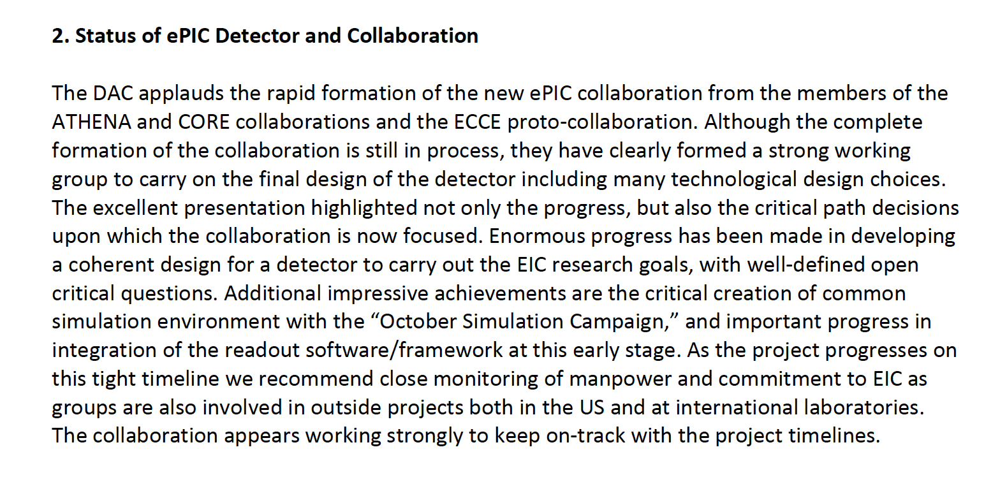 2. Status of ePIC Detector and Collaboration
The DAC applauds the rapid formation of the new ePIC collaboration from the members of the
ATHENA and CORE collaborations and the ECCE proto-collaboration. Although the complete
formation of the collaboration is still in process, they have clearly formed a strong working
group to carry on the final design of the detector including many technological design choices.
The excellent presentation highlighted not only the progress, but also the critical path decisions
upon which the collaboration is now focused. Enormous progress has been made in developing
a coherent design for a detector to carry out the EIC research goals, with well-defined open
critical questions. Additional impressive achievements are the critical creation of common
simulation environment with the “October Simulation Campaign,” and important progress in
integration of the readout software/framework at this early stage. As the project progresses on
this tight timeline we recommend close monitoring of manpower and commitment to EIC as
groups are also involved in outside projects both in the US and at international laboratories.
The collaboration appears working strongly to keep on-track with the project timelines.